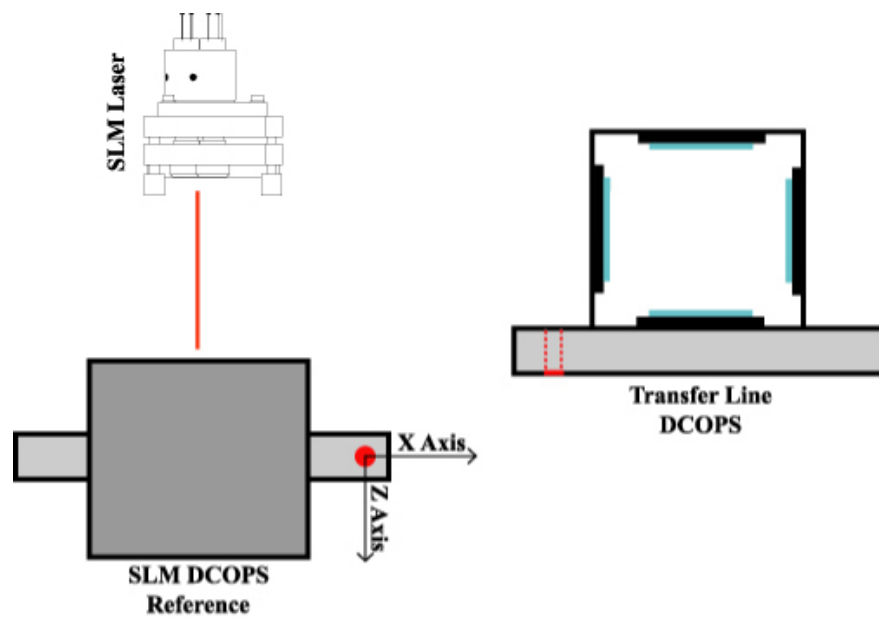 SLM Laser
Transfer Line
DCOPS
X Axis
Z Axis
SLM DCOPS
Reference